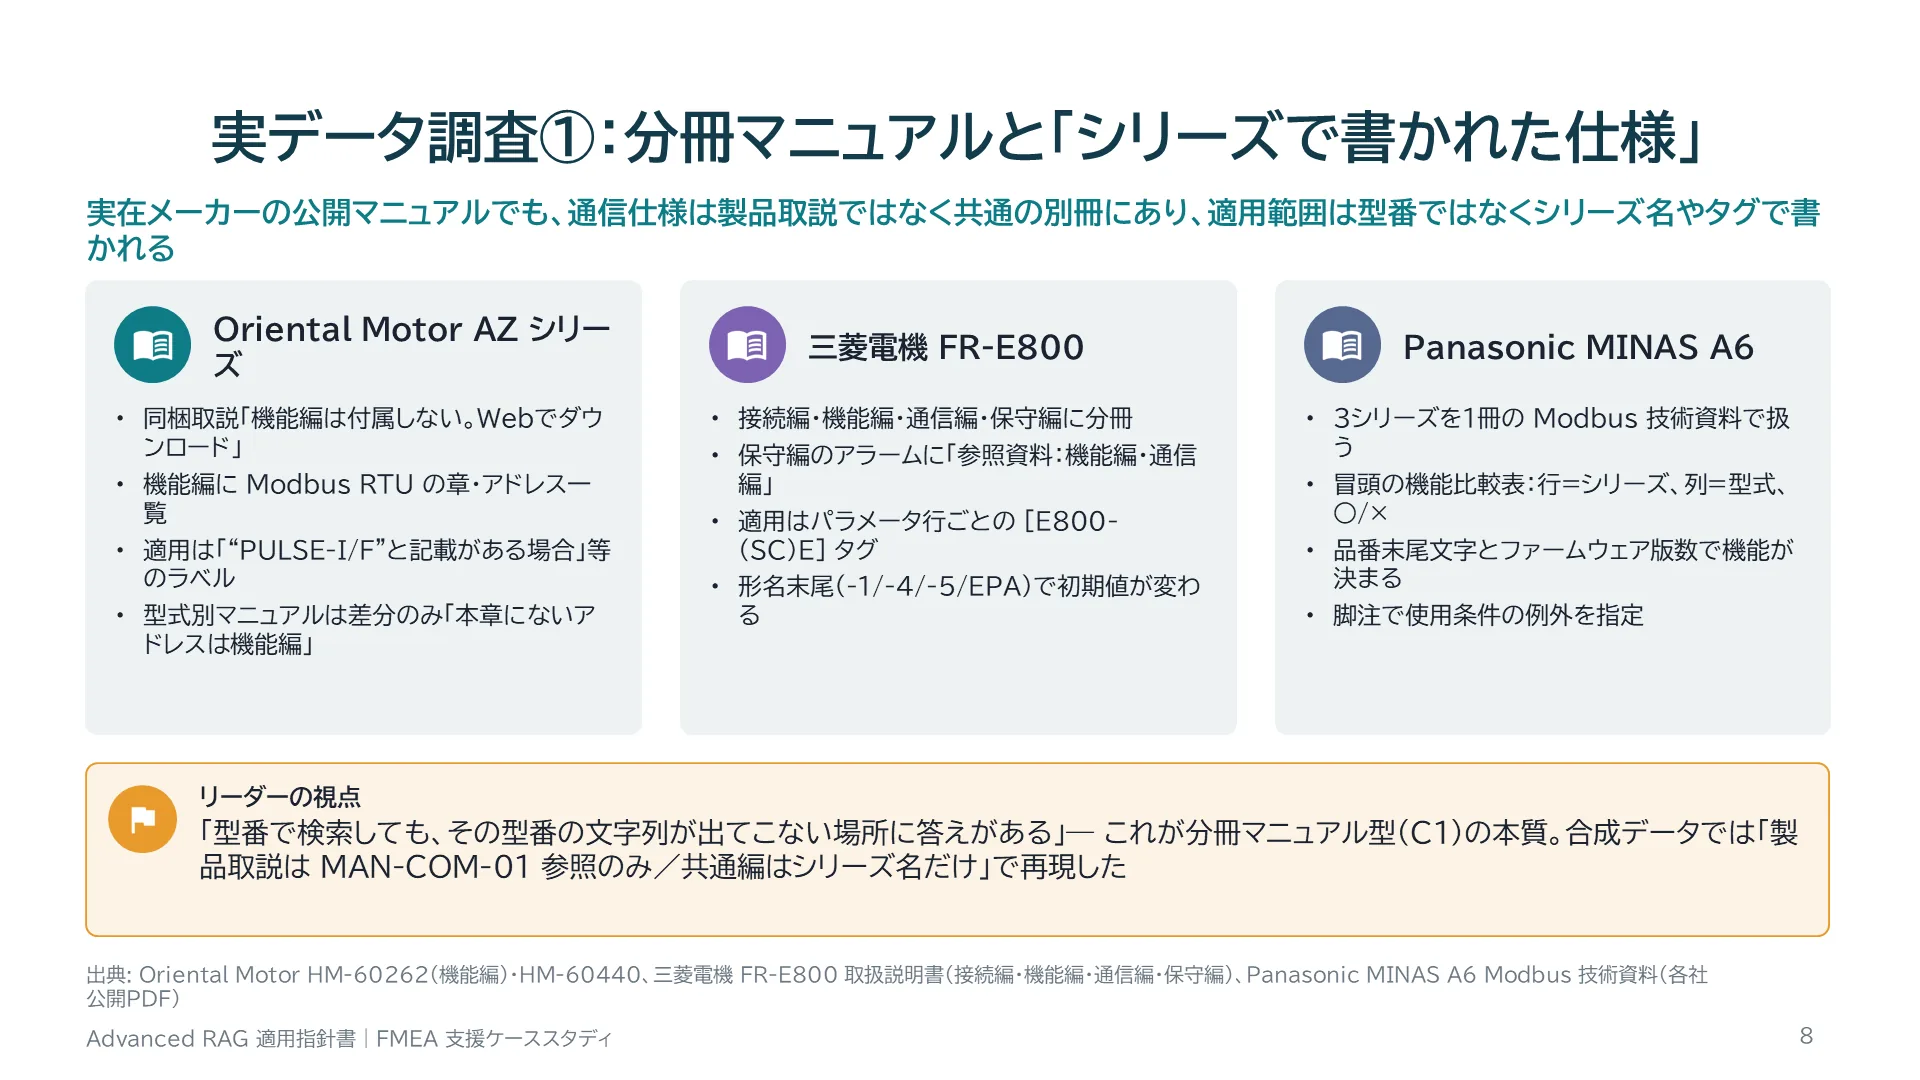 実データ調査①：分冊マニュアルと「シリーズで書かれた仕様」
実在メーカーの公開マニュアルでも、通信仕様は製品取説ではなく共通の別冊にあり、適用範囲は型番ではなくシリーズ名やタグで書
かれる
Oriental Motor AZ シリー
ズ
• 同梱取説「機能編は付属しない。Webでダウ
ンロード」
• 機能編に Modbus RTU の章・アドレス一
覧
• 適用は「“PULSE-I/F”と記載がある場合」等
のラベル
• 型式別マニュアルは差分のみ「本章にないア
ドレスは機能編」
三菱電機 FR-E800
• 接続編・機能編・通信編・保守編に分冊
• 保守編のアラームに「参照資料：機能編・通信
編」
• 適用はパラメータ行ごとの [E800-
(SC)E] タグ
• 形名末尾（-1/-4/-5/EPA）で初期値が変わ
る
Panasonic MINAS A6
• 3シリーズを1冊の Modbus 技術資料で扱
う
• 冒頭の機能比較表：行＝シリーズ、列＝型式、
○/×
• 品番末尾文字とファームウェア版数で機能が
決まる
• 脚注で使用条件の例外を指定
リーダーの視点
「型番で検索しても、その型番の文字列が出てこない場所に答えがある」— これが分冊マニュアル型（C1）の本質。合成データでは「製
品取説は MAN-COM-01 参照のみ／共通編はシリーズ名だけ」で再現した
出典: Oriental Motor HM-60262（機能編）・HM-60440、三菱電機 FR-E800 取扱説明書（接続編・機能編・通信編・保守編）、Panasonic MINAS A6 Modbus 技術資料（各社
公開PDF）
Advanced RAG 適用指針書｜FMEA 支援ケーススタディ
8